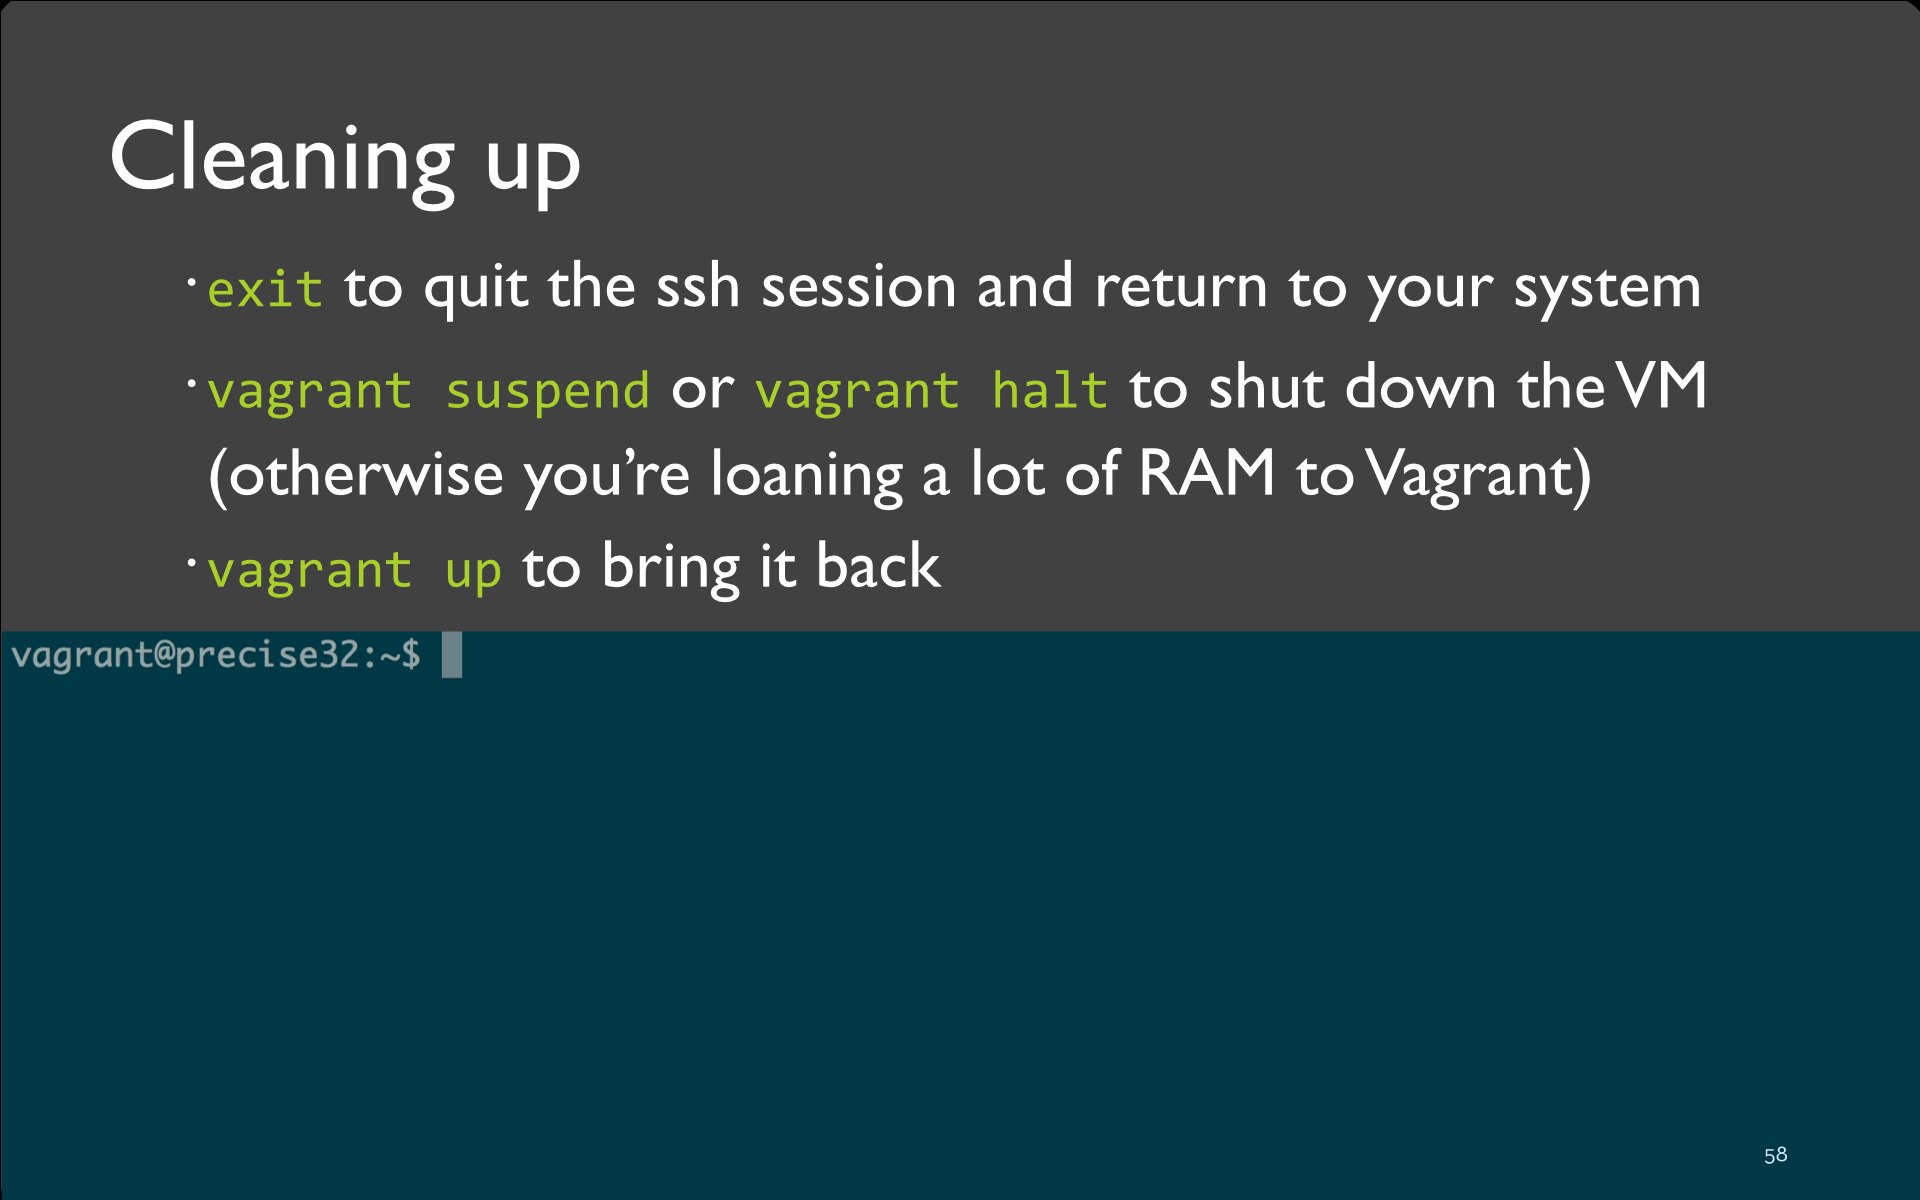 Cleaning up
· exit to quit the ssh session and return to your system
· vagrant suspend or vagrant halt to shut down the VM
(otherwise you’re loaning a lot of RAM to Vagrant)
· vagrant up to bring it back
vagrant@precise32:~$
58